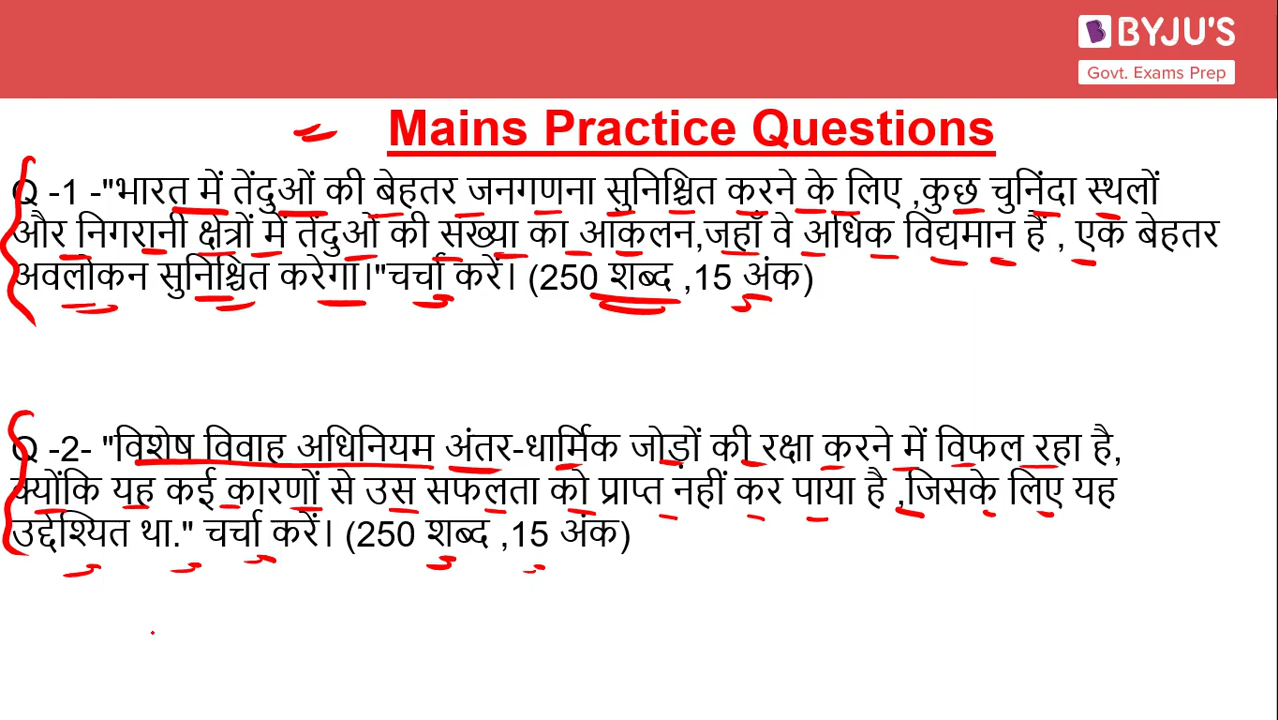 BYJU'S
Govt. Exams Prep
Mains Practice Questions
Q -1 -"भारत में तेंदुओं की बेहतर जनगणना सुनिश्चित करने के लिए ,कुछ चुनिंदा स्थलों
और निगरानी क्षेत्रों में तेंदुओं की संख्या का आंकलन,जहाँ वे अधिक विद्यमान हैं , एक बेहतर
अवलोकन सुनिश्चित करेगा।"चर्चा करें। (250 शब्द ,15 अंक)
Q -2- "विशेष विवाह अधिनियम अंतर-धार्मिक जोड़ों की रक्षा करने में विफल रहा है,
क्योंकि यह कई कारणों से उस सफलता को प्राप्त नहीं कर पाया है ,जिसके लिए यह
उद्देश्यित था." चर्चा करें। (250 शब्द ,15 अंक)